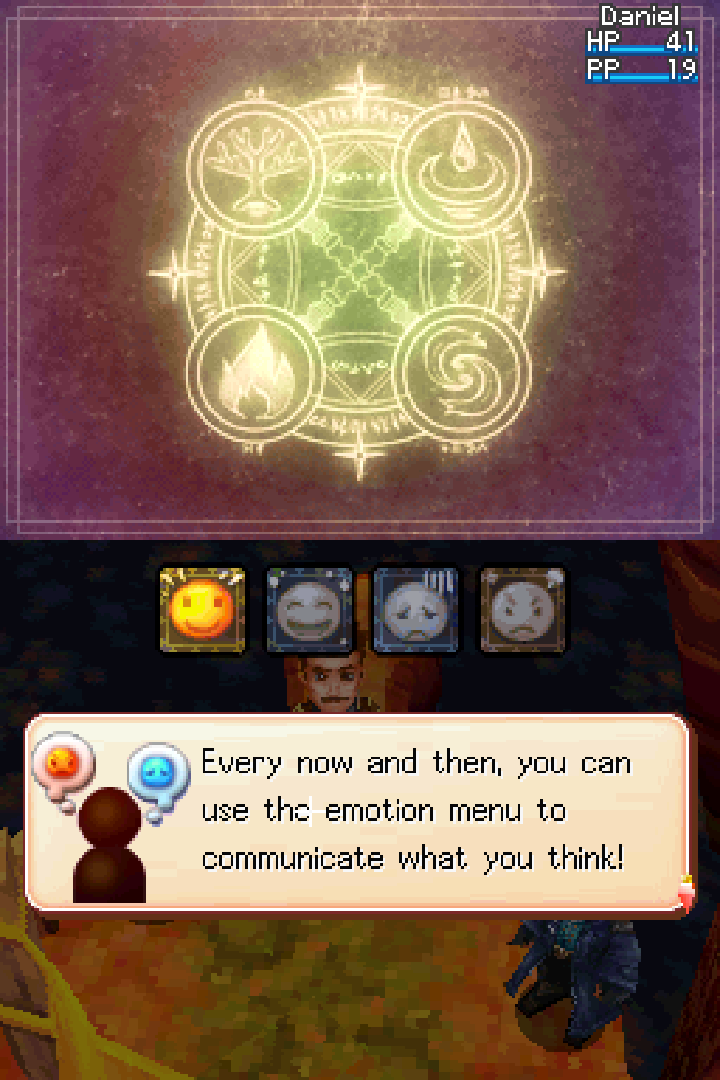 Daniel
HP 41
PP 19
Every now and then, you can
use the emotion menu to
communicate what you think!